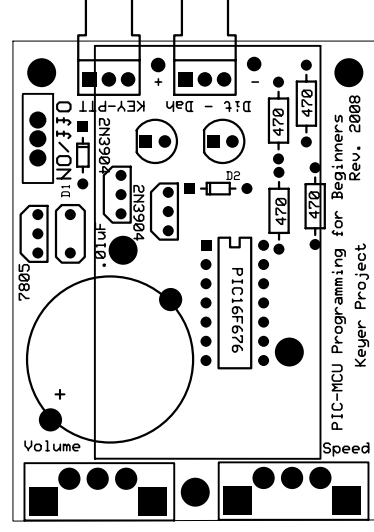 KEY-PTT
+
Dit - Dah
-
On/Off
2N3904
D1
2N3904
D2
470
470
470
470
7805
.01uF
PIC16F676
+
PIC-MCU Programming for Beginners
Rev. 2008
Keyer Project
Volume
Speed